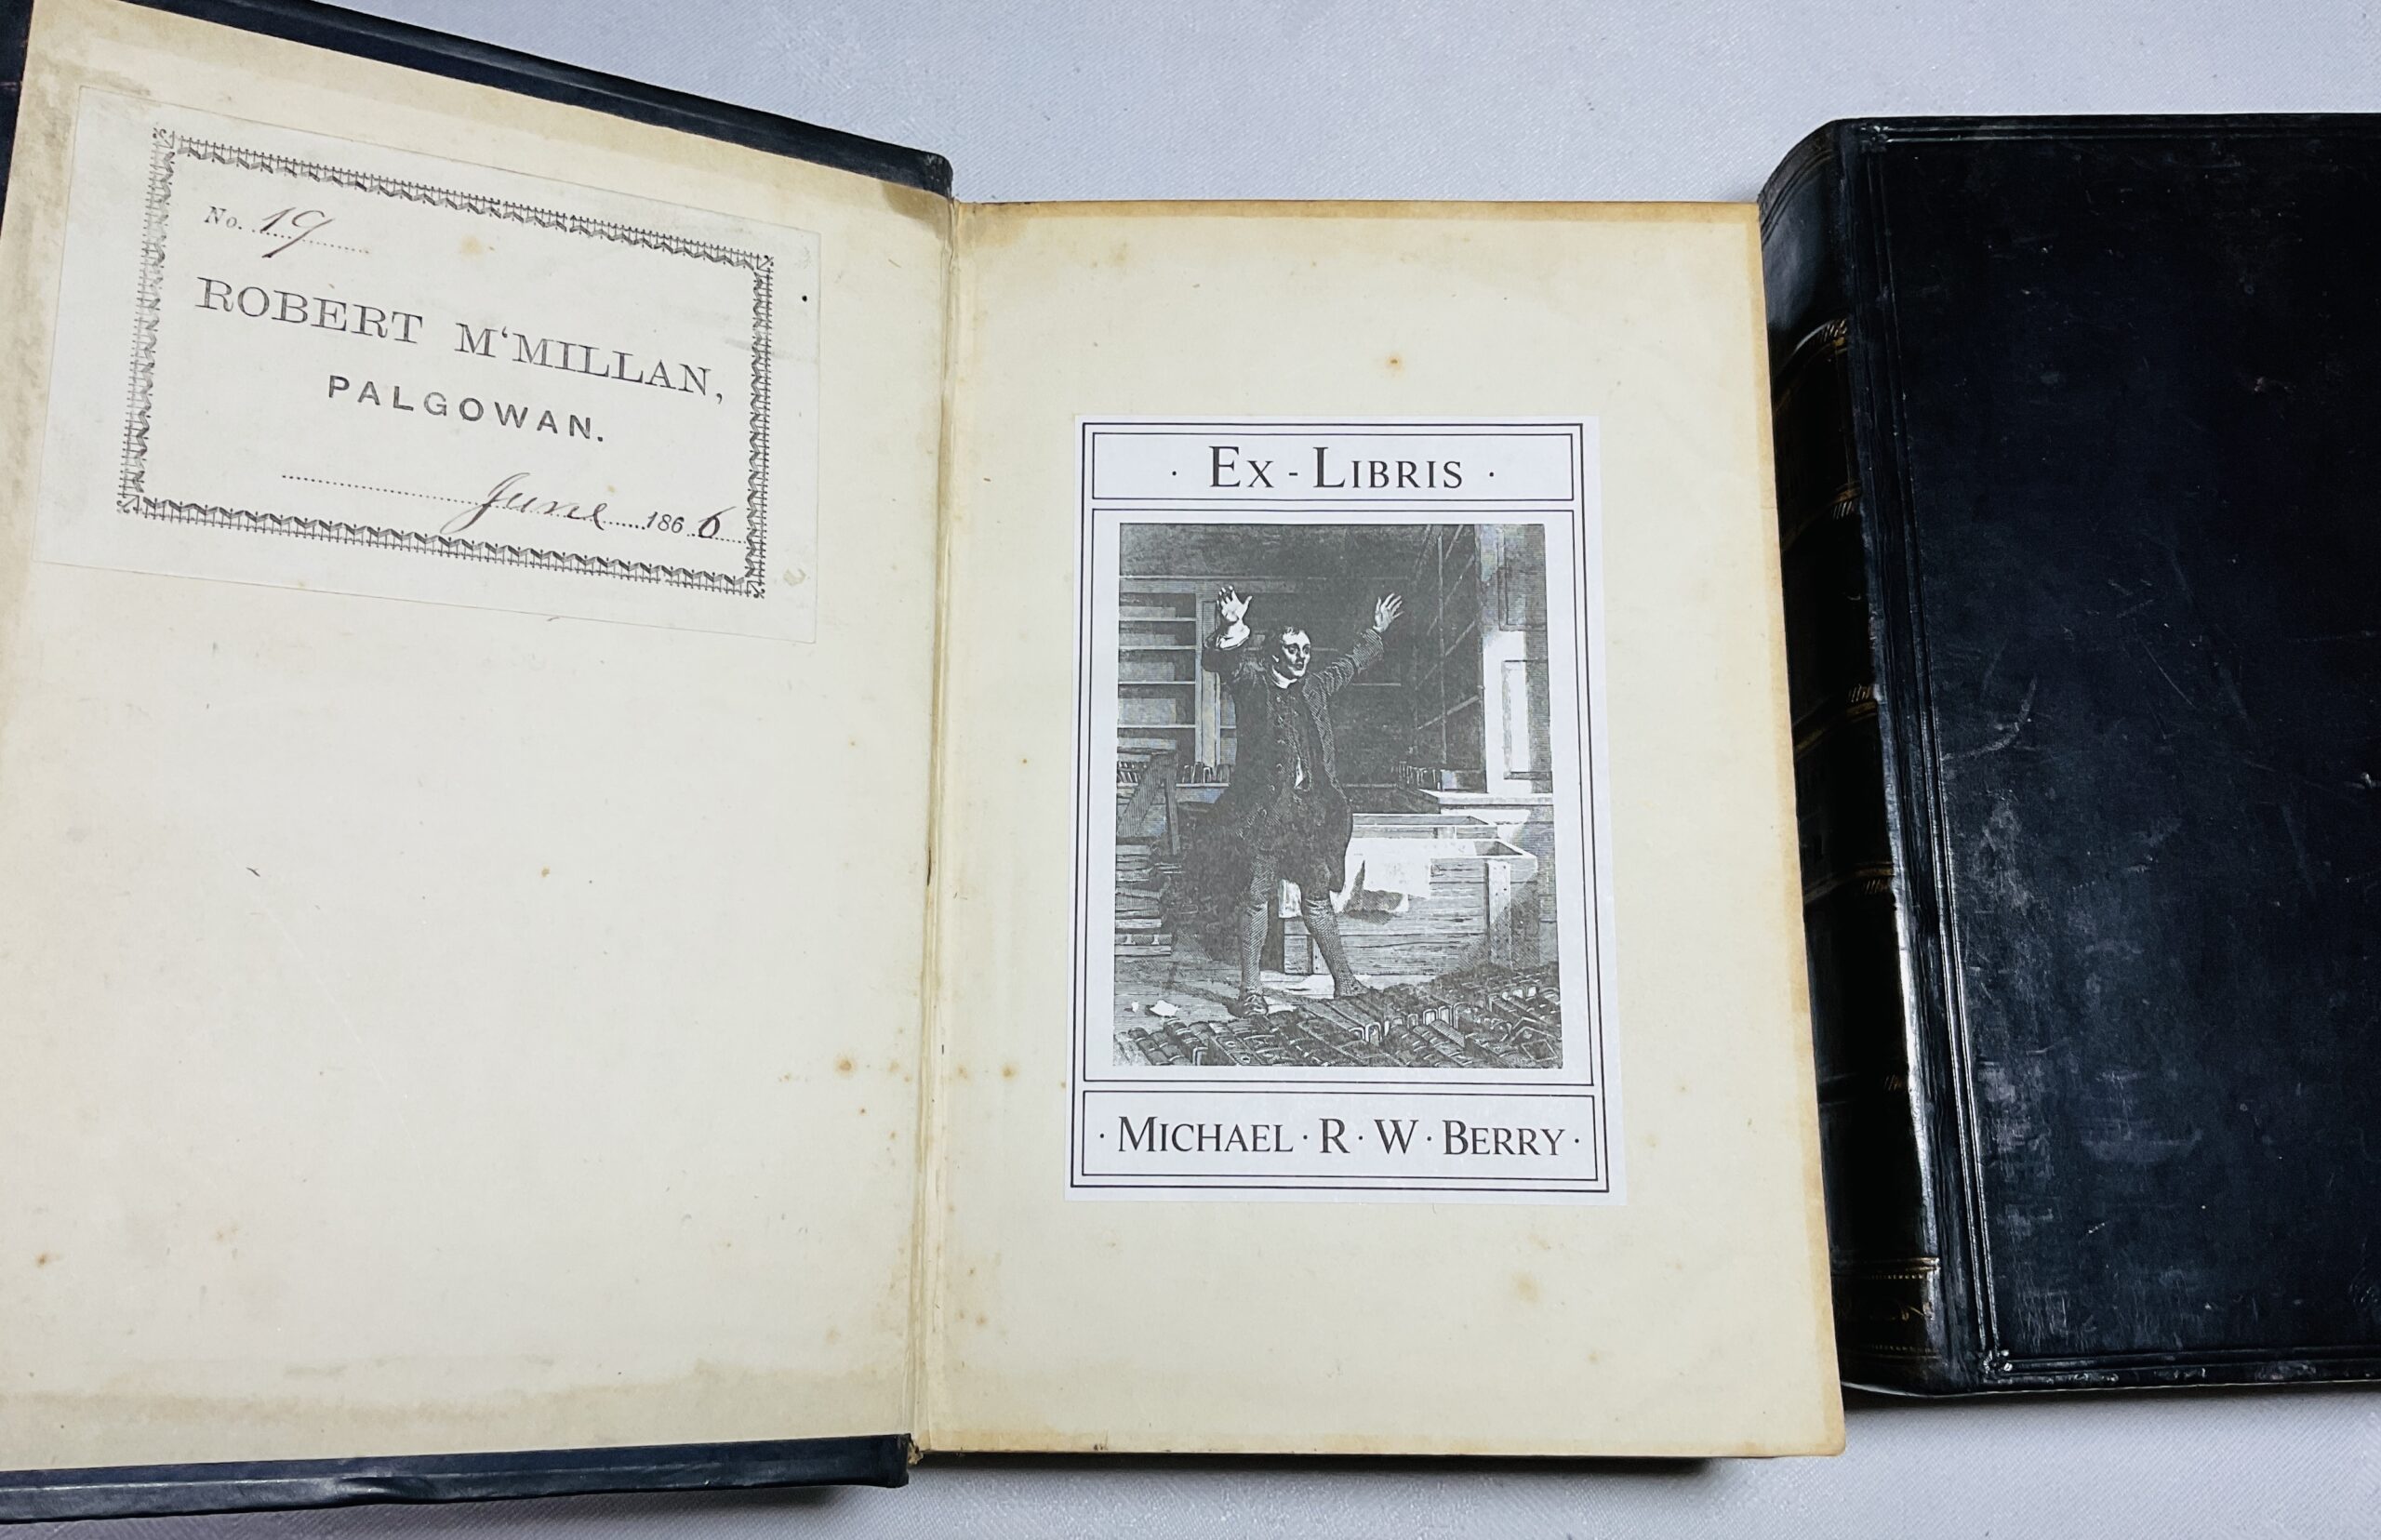 No. 19
ROBERT M‘MILLAN,
PALGOWAN.
June 1866
· EX - LIBRIS ·
· MICHAEL · R · W · BERRY ·